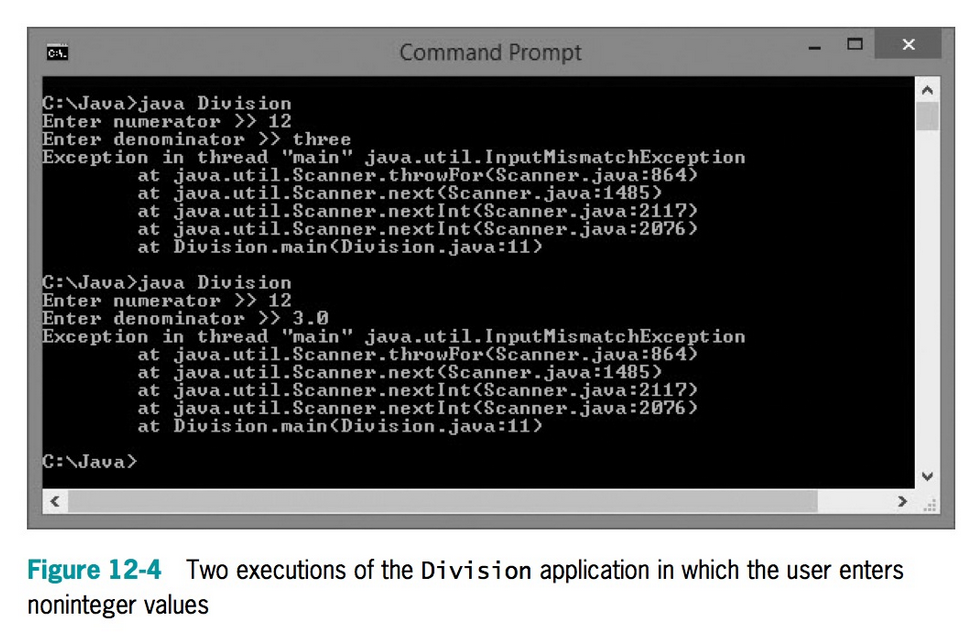 C:\.
Command Prompt
C:\Java>java Division
Enter numerator >> 12
Enter denominator >> three
Exception in thread "main" java.util.InputMismatchException
at java.util.Scanner.throwFor(Scanner.java:864)
at java.util.Scanner.next(Scanner.java:1485)
at java.util.Scanner.nextInt(Scanner.java:2117)
at java.util.Scanner.nextInt(Scanner.java:2076)
at Division.main(Division.java:11)
C:\Java>java Division
Enter numerator >> 12
Enter denominator >> 3.0
Exception in thread "main" java.util.InputMismatchException
at java.util.Scanner.throwFor(Scanner.java:864)
at java.util.Scanner.next(Scanner.java:1485)
at java.util.Scanner.nextInt(Scanner.java:2117)
at java.util.Scanner.nextInt(Scanner.java:2076)
at Division.main(Division.java:11)
C:\Java>
Figure 12-4 Two executions of the Division application in which the user enters
noninteger values